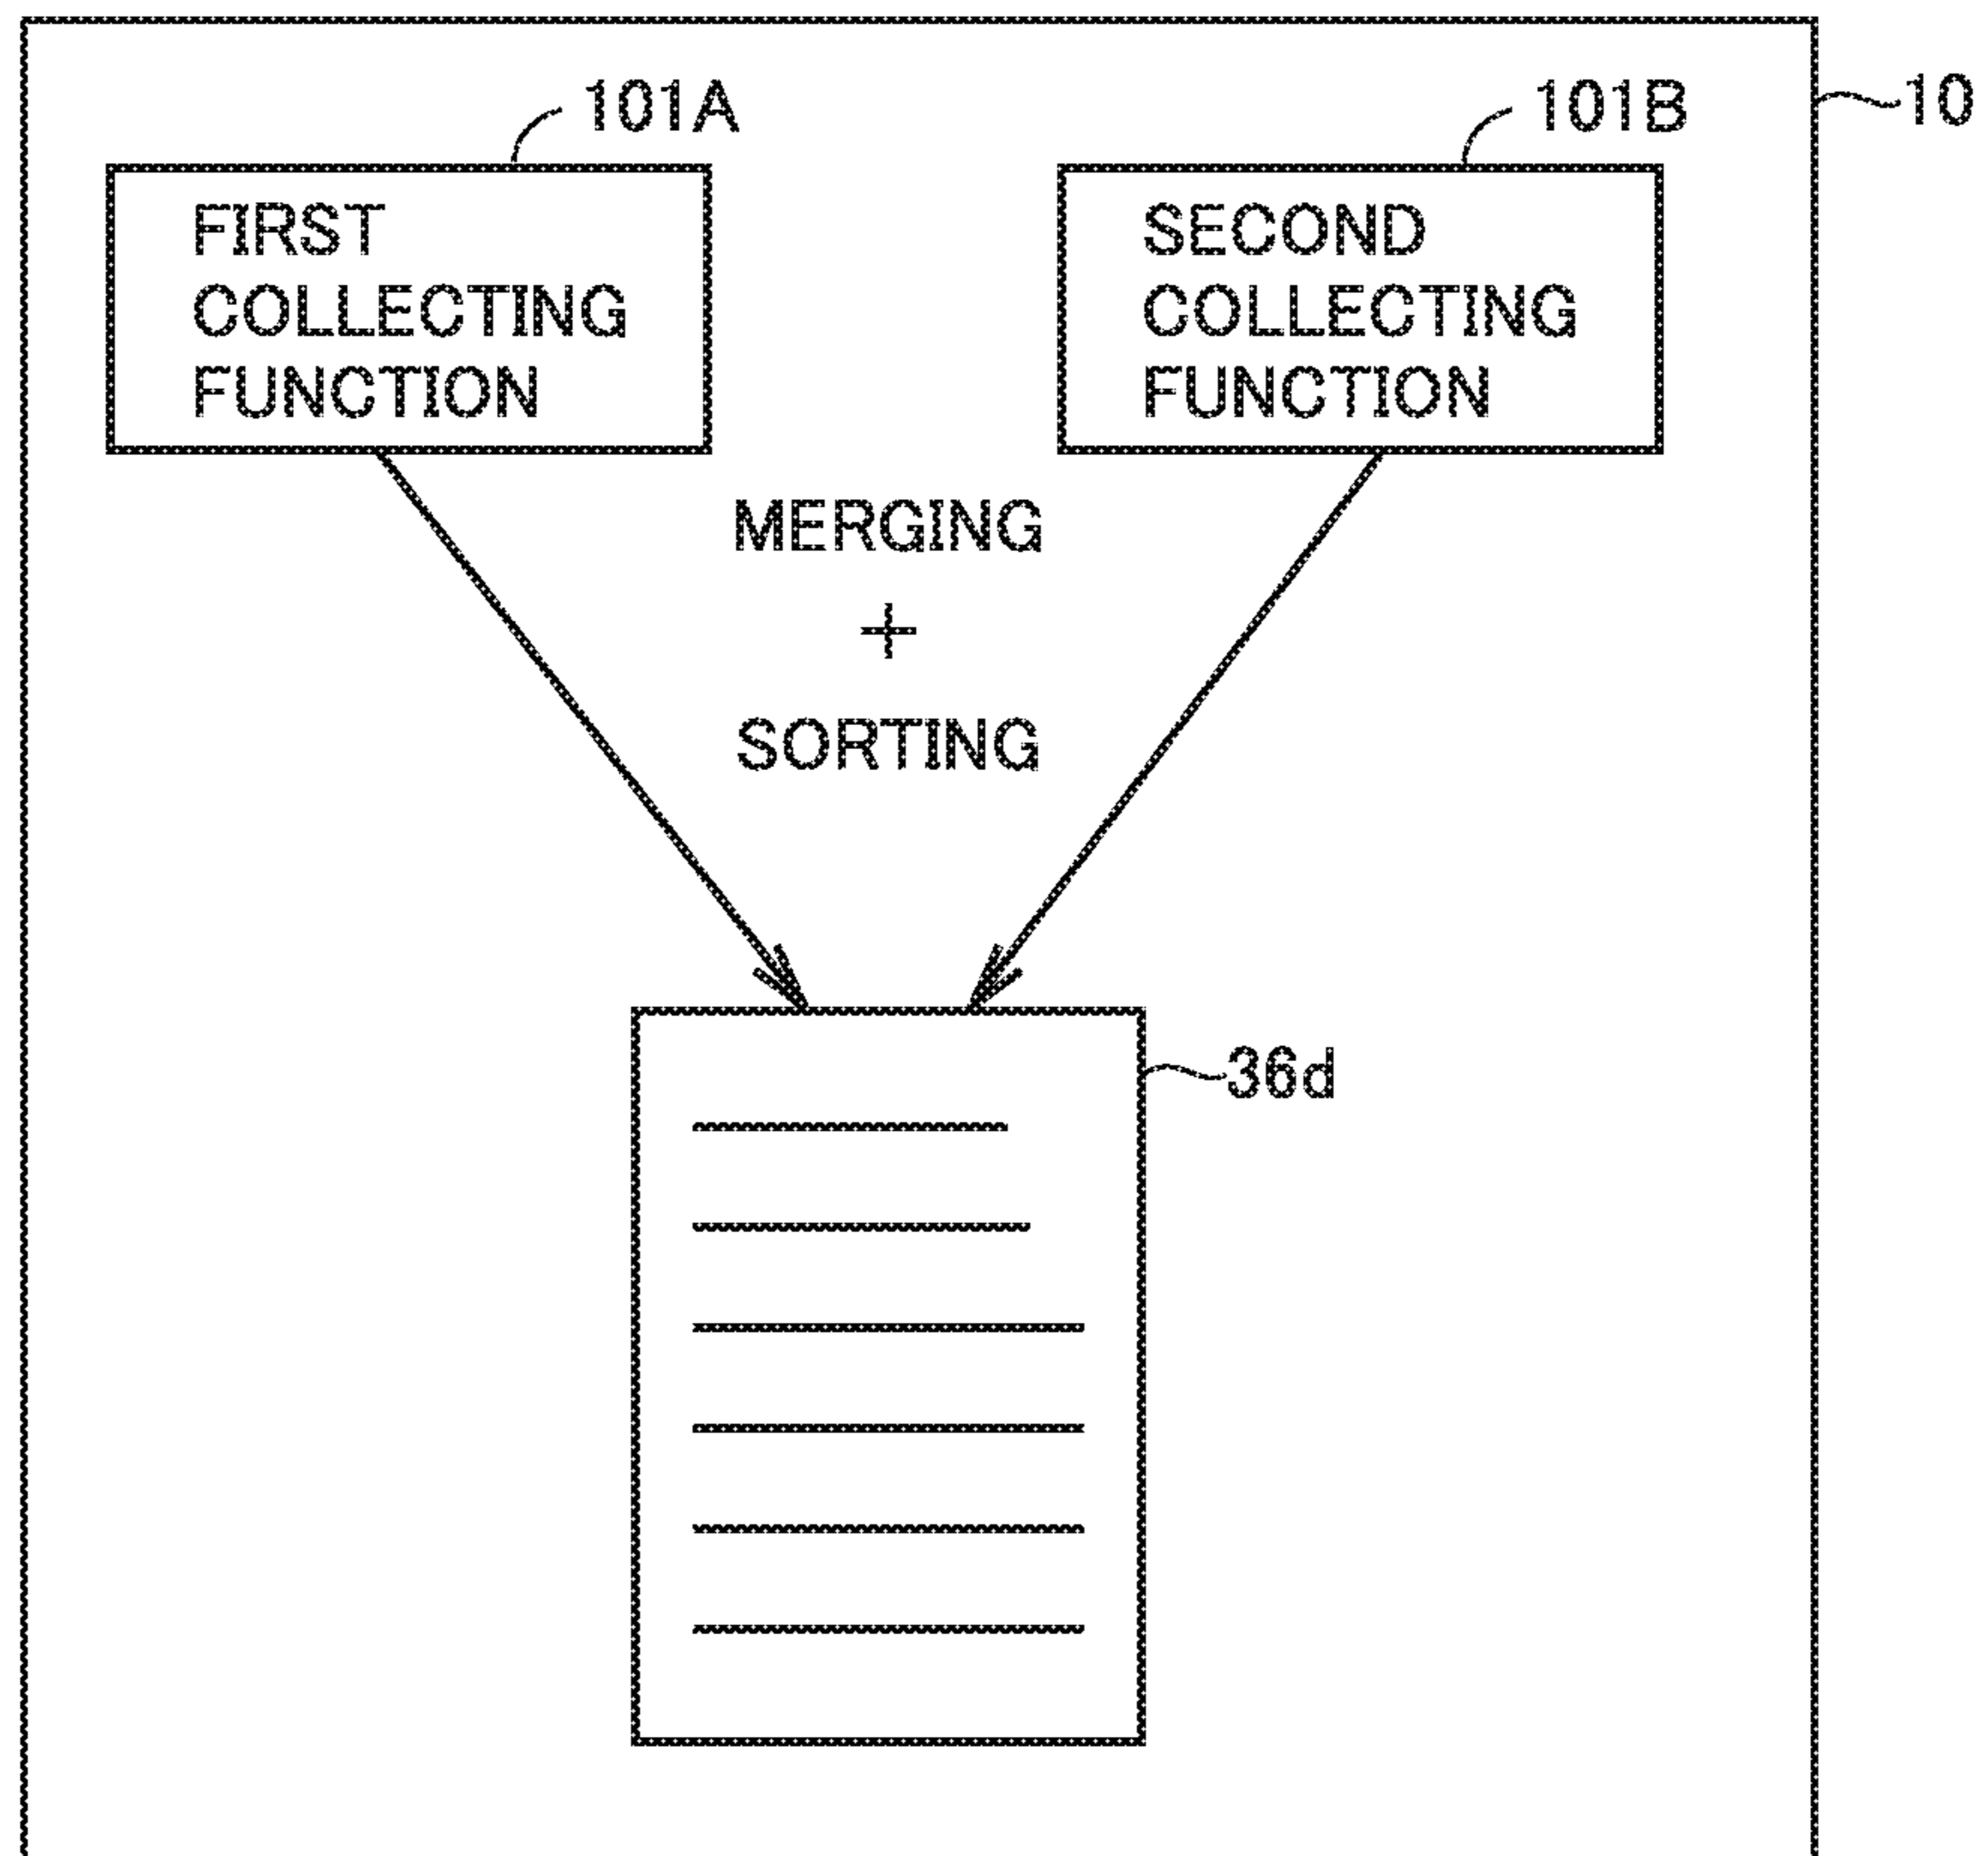 101A
101B
10
FIRST
COLLECTING
FUNCTION
SECOND
COLLECTING
FUNCTION
MERGING
+
SORTING
36d